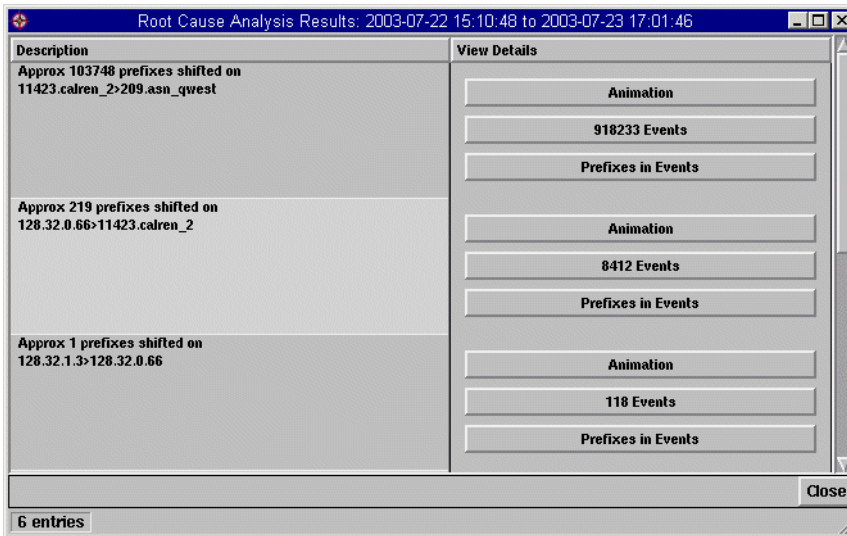 Root Cause Analysis Results: 2003-07-22 15:10:48 to 2003-07-23 17:01:46
Description
View Details
Approx 103748 prefixes shifted on
11423.calren_2>209.asn_qwest
Animation
918233 Events
Prefixes in Events
Approx 219 prefixes shifted on
128.32.0.66>11423.calren_2
Animation
8412 Events
Prefixes in Events
Approx 1 prefixes shifted on
128.32.1.3>128.32.0.66
Animation
118 Events
Prefixes in Events
Close
6 entries